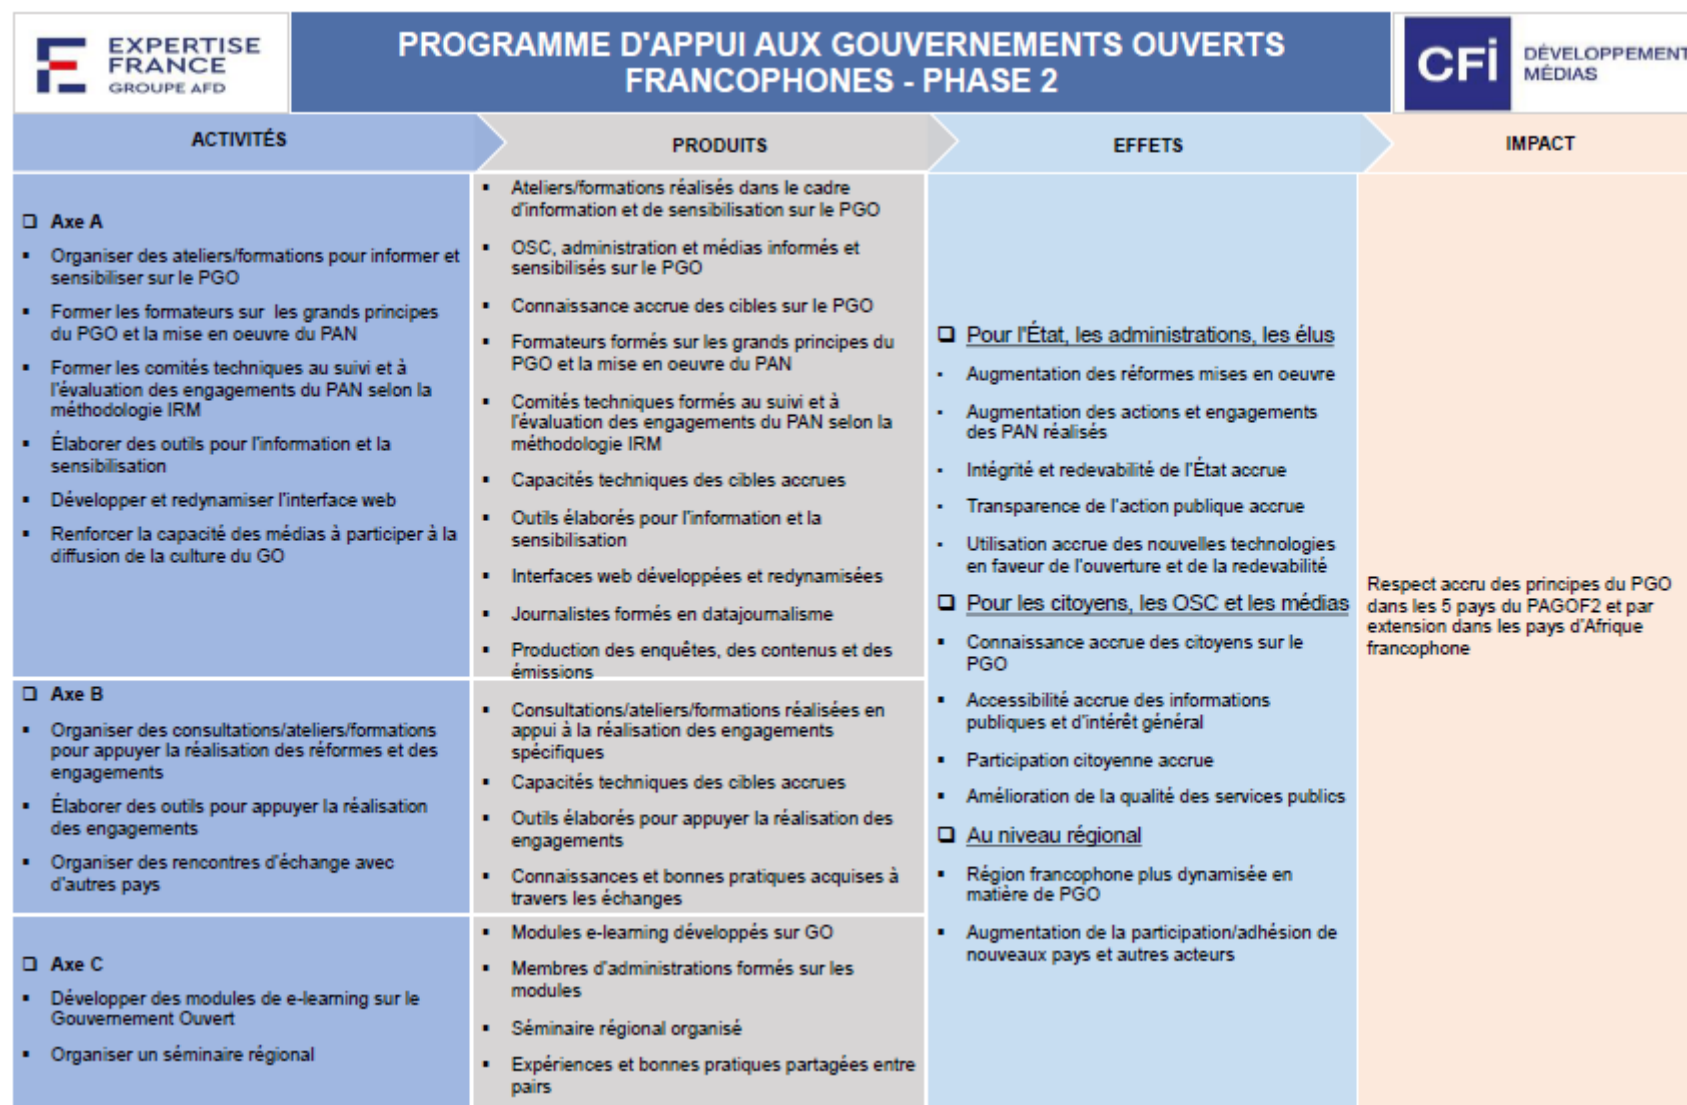 EXPERTISE
FRANCE
GROUPE AFD
PROGRAMME D'APPUI AUX GOUVERNEMENTS OUVERTS
FRANCOPHONES - PHASE 2
CFI
DÉVELOPPEMENT
MÉDIAS
ACTIVITÉS
PRODUITS
EFFETS
IMPACT
Axe A
Organiser des ateliers/formations pour informer et
sensibiliser sur le PGO
Former les formateurs sur les grands principes
du PGO et la mise en oeuvre du PAN
Former les comités techniques au suivi et à
l'évaluation des engagements du PAN selon la
méthodologie IRM
Élaborer des outils pour l'information et la
sensibilisation
Développer et redynamiser l'interface web
Renforcer la capacité des médias à participer à la
diffusion de la culture du GO
Axe B
Organiser des consultations/ateliers/formations
pour appuyer la réalisation des réformes et des
engagements
Élaborer des outils pour appuyer la réalisation
des engagements
Organiser des rencontres d'échange avec
d'autres pays
Axe C
Développer des modules de e-learning sur le
Gouvernement Ouvert
Organiser un séminaire régional
Ateliers/formations réalisés dans le cadre
d'information et de sensibilisation sur le PGO
OSC, administration et médias informés et
sensibilisés sur le PGO
Connaissance accrue des cibles sur le PGO
Formateurs formés sur les grands principes du
PGO et la mise en oeuvre du PAN
Comités techniques formés au suivi et à
l'évaluation des engagements du PAN selon la
méthodologie IRM
Capacités techniques des cibles accrues
Outils élaborés pour l'information et la
sensibilisation
Interfaces web développées et redynamisées
Journalistes formés en datajournalisme
Production des enquêtes, des contenus et des
émissions
Consultations/ateliers/formations réalisées en
appui à la réalisation des engagements
spécifiques
Capacités techniques des cibles accrues
Outils élaborés pour appuyer la réalisation des
engagements
Connaissances et bonnes pratiques acquises à
travers les échanges
Modules e-learning développés sur GO
Membres d'administrations formés sur les
modules
Séminaire régional organisé
Expériences et bonnes pratiques partagées entre
pairs
Pour l'État, les administrations, les élus
Augmentation des réformes mises en oeuvre
Augmentation des actions et engagements
des PAN réalisés
Intégrité et redevabilité de l'État accrue
Transparence de l'action publique accrue
Utilisation accrue des nouvelles technologies
en faveur de l'ouverture et de la redevabilité
Pour les citoyens, les OSC et les médias
Connaissance accrue des citoyens sur le
PGO
Accessibilité accrue des informations
publiques et d'intérêt général
Participation citoyenne accrue
Amélioration de la qualité des services publics
Au niveau régional
Région francophone plus dynamisée en
matière de PGO
Augmentation de la participation/adhésion de
nouveaux pays et autres acteurs
Respect accru des principes du PGO
dans les 5 pays du PAGOF2 et par
extension dans les pays d'Afrique
francophone